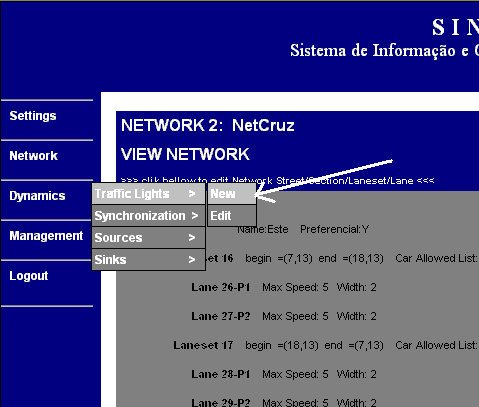 S I N
Sistema de Informação e
NETWORK 2: NetCruz
VIEW NETWORK
>>> clik bellow to edit Network Street/Section/Laneset/Lane <<<
Settings
Network
Dynamics
Management
Logout
Traffic Lights >
Synchronization >
Sources >
Sinks >
New
Edit
Name:Este Preferencial:Y
16 begin =(7,13) end =(18,13) Car Allowed List:
Lane 26-P1 Max Speed: 5 Width: 2
Lane 27-P2 Max Speed: 5 Width: 2
Laneset 17 begin =(18,13) end =(7,13) Car Allowed List:
Lane 28-P1 Max Speed: 5 Width: 2
Lane 29-P2 Max Speed: 5 Width: 2